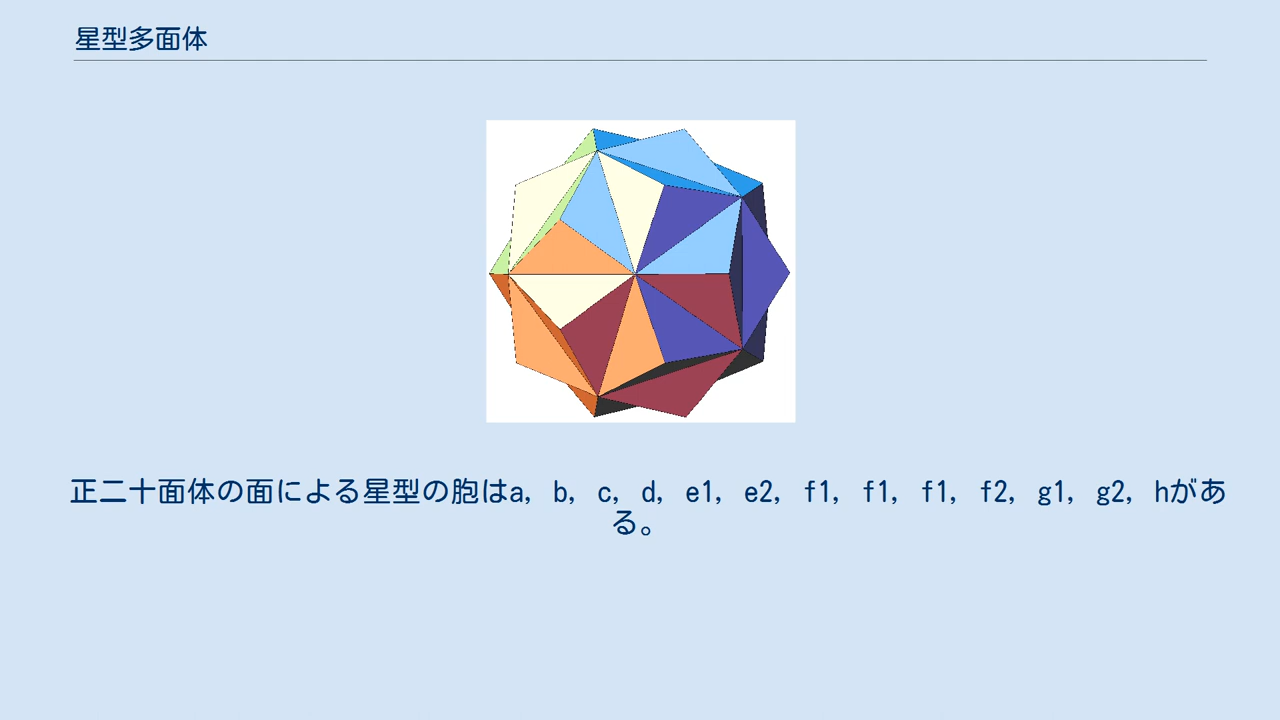 星型多面体
正二十面体の面による星型の胞はa, b, c, d, e1, e2, f1, f1, f1, f2, g1, g2, hがあ
る。